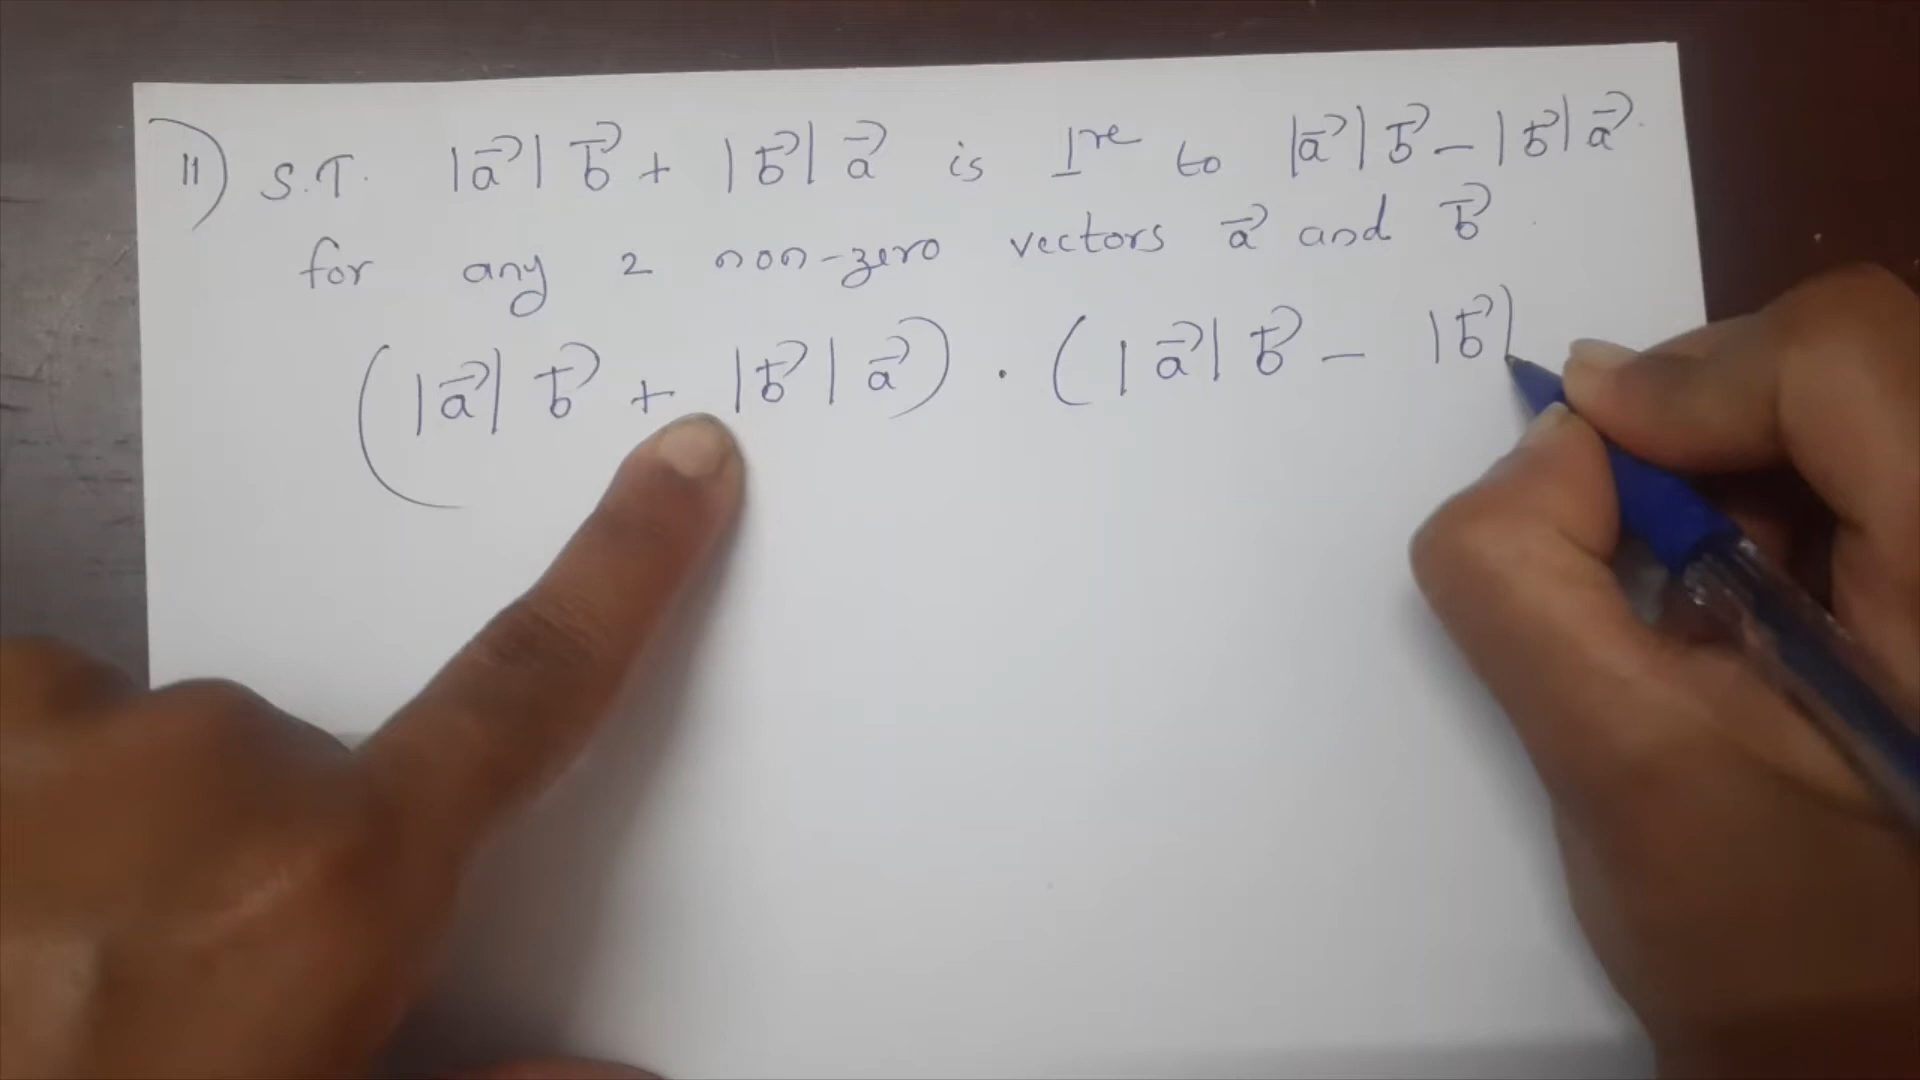 11) S.T. |a⃗| b⃗ + |b⃗| a⃗ is ⊥re to |a⃗| b⃗ - |b⃗| a⃗.
for any 2 non-zero vectors a⃗ and b⃗.
(|a⃗| b⃗ + |b⃗| a⃗) · (|a⃗| b⃗ - |b⃗|